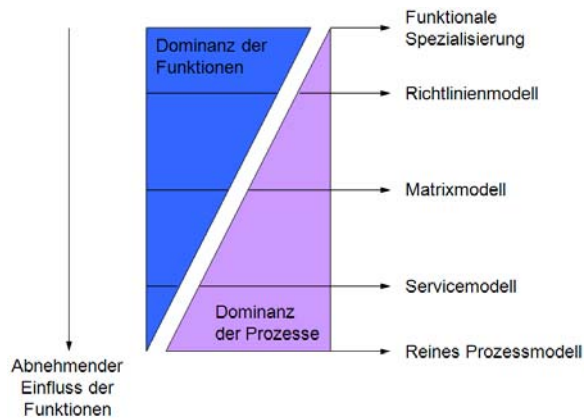 Dominanz der
Funktionen
Funktionale
Spezialisierung
Richtlinienmodell
Matrixmodell
Servicemodell
Dominanz
der Prozesse
Reines Prozessmodell
Abnehmender
Einfluss der
Funktionen